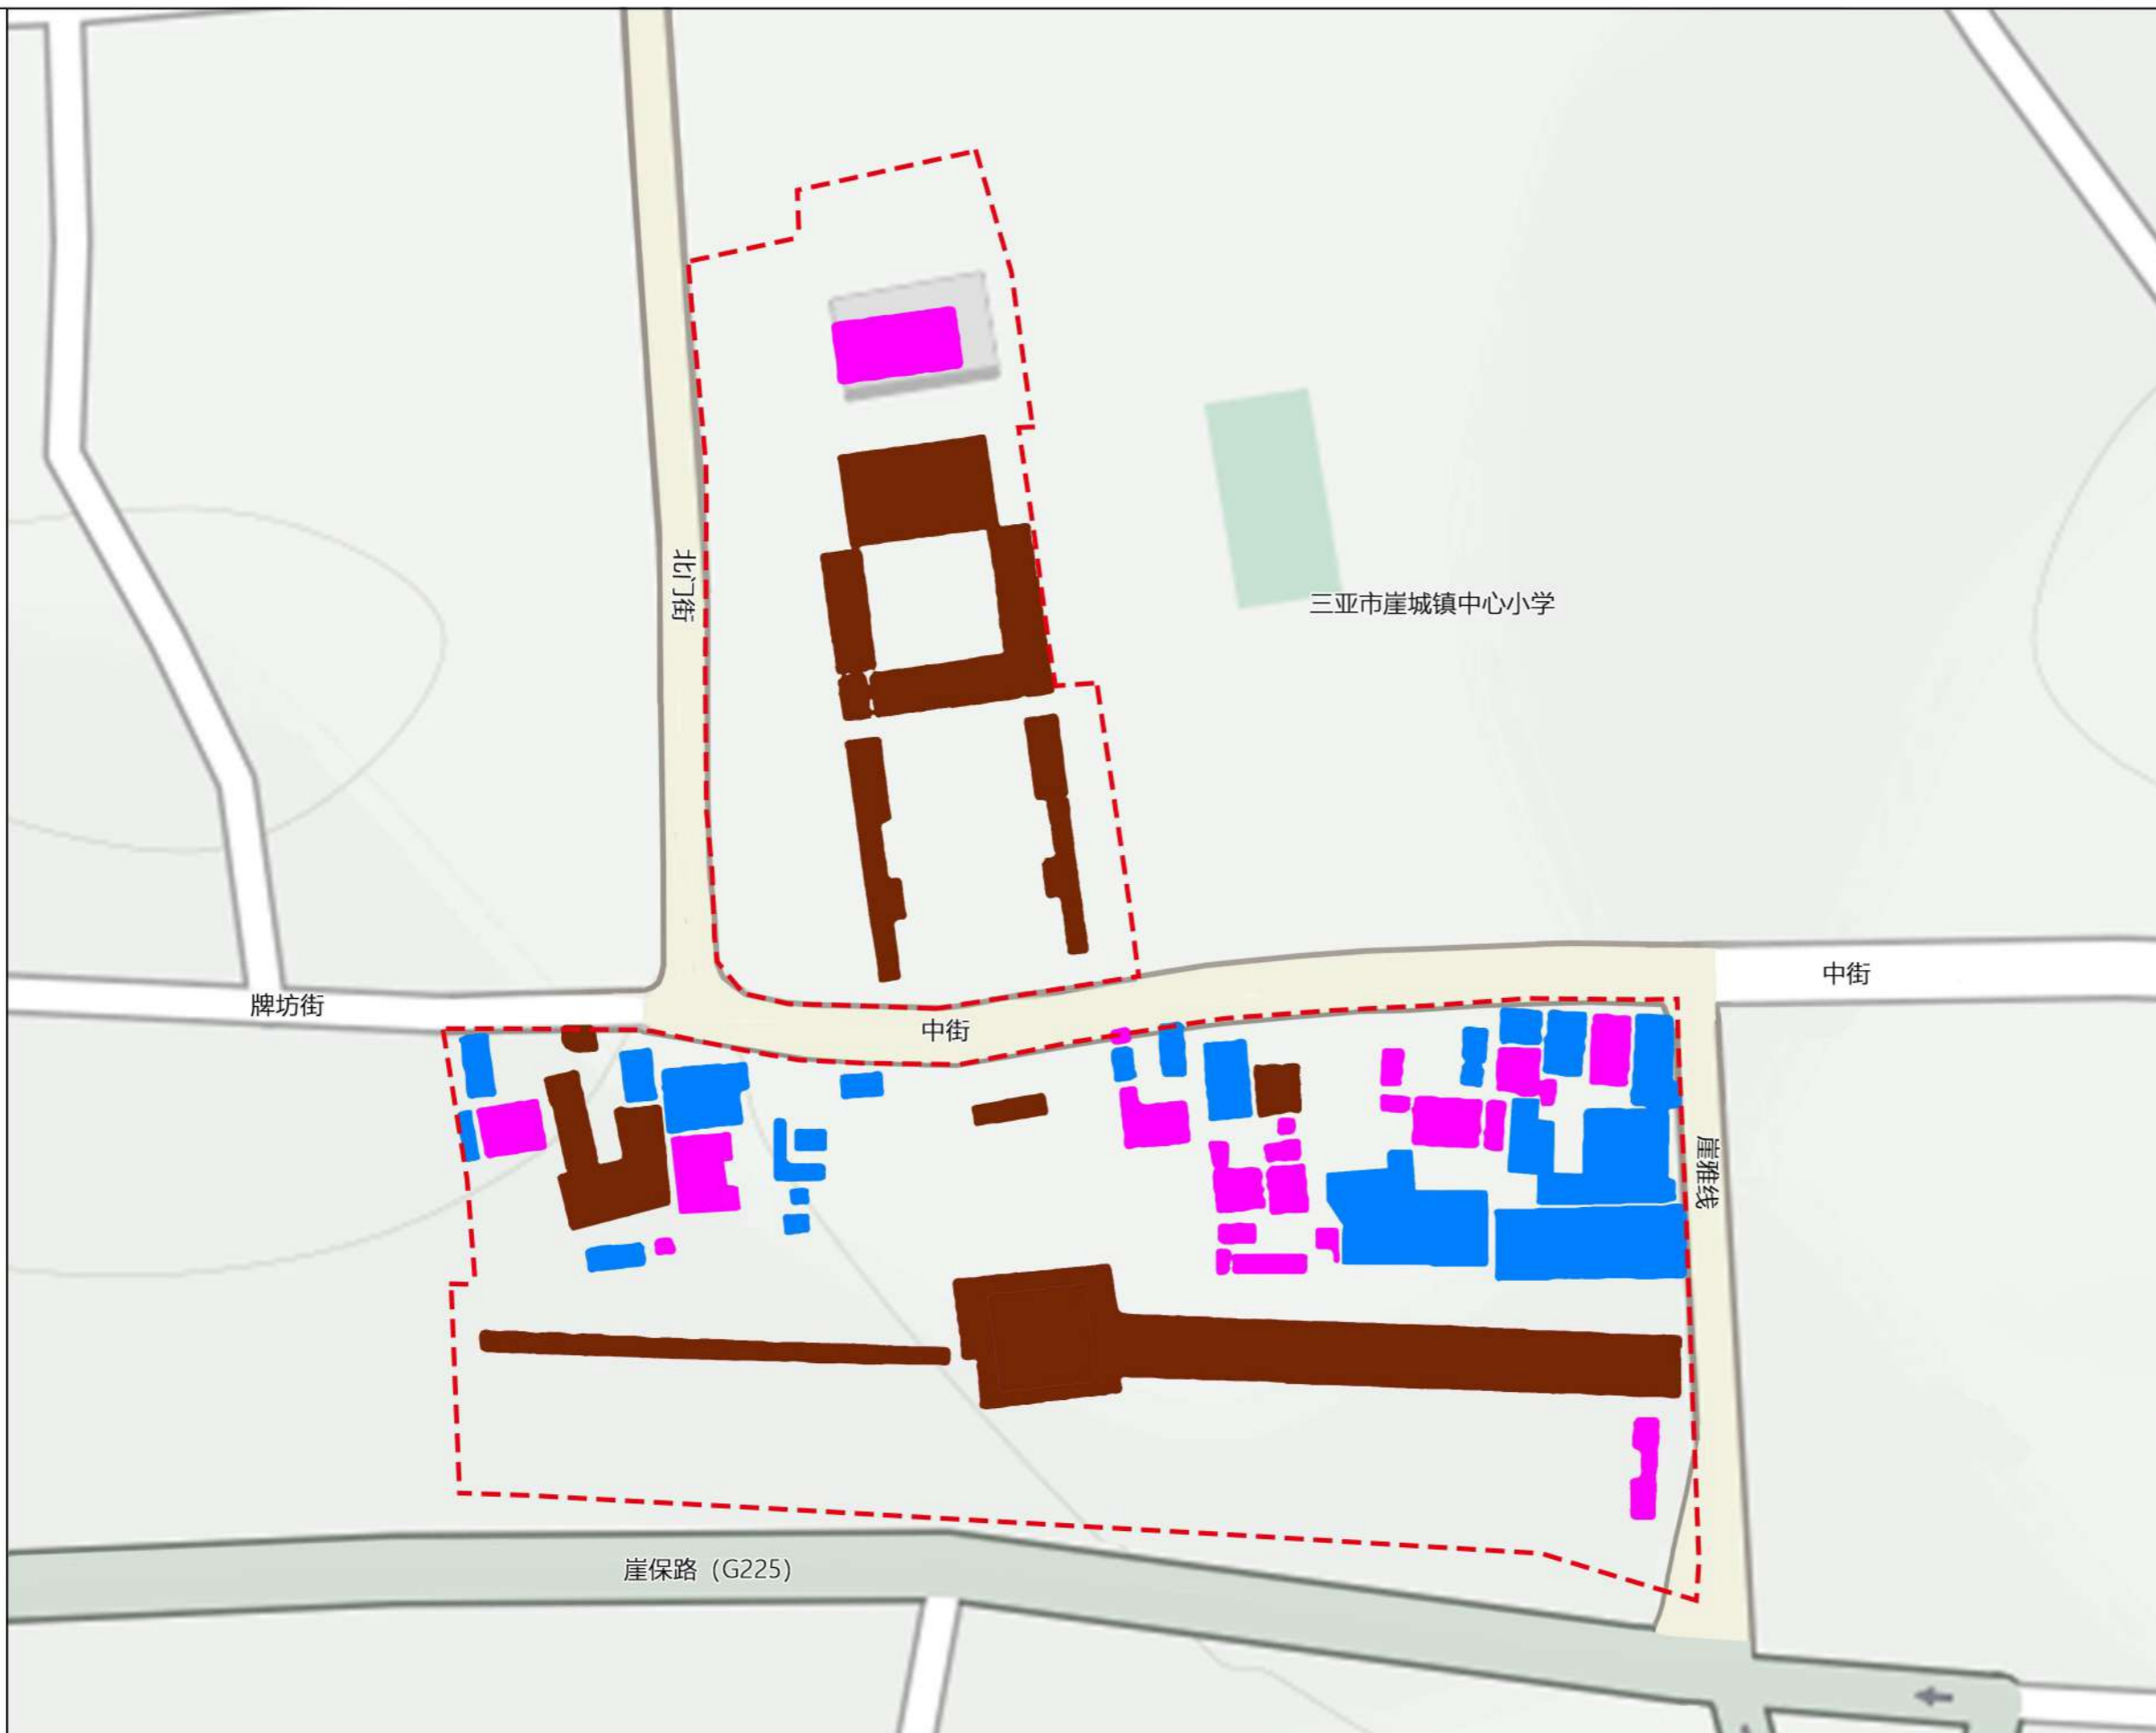 北门街
三亚市崖城镇中心小学
中街
牌坊街
中街
崖雅线
崖保路（G225）